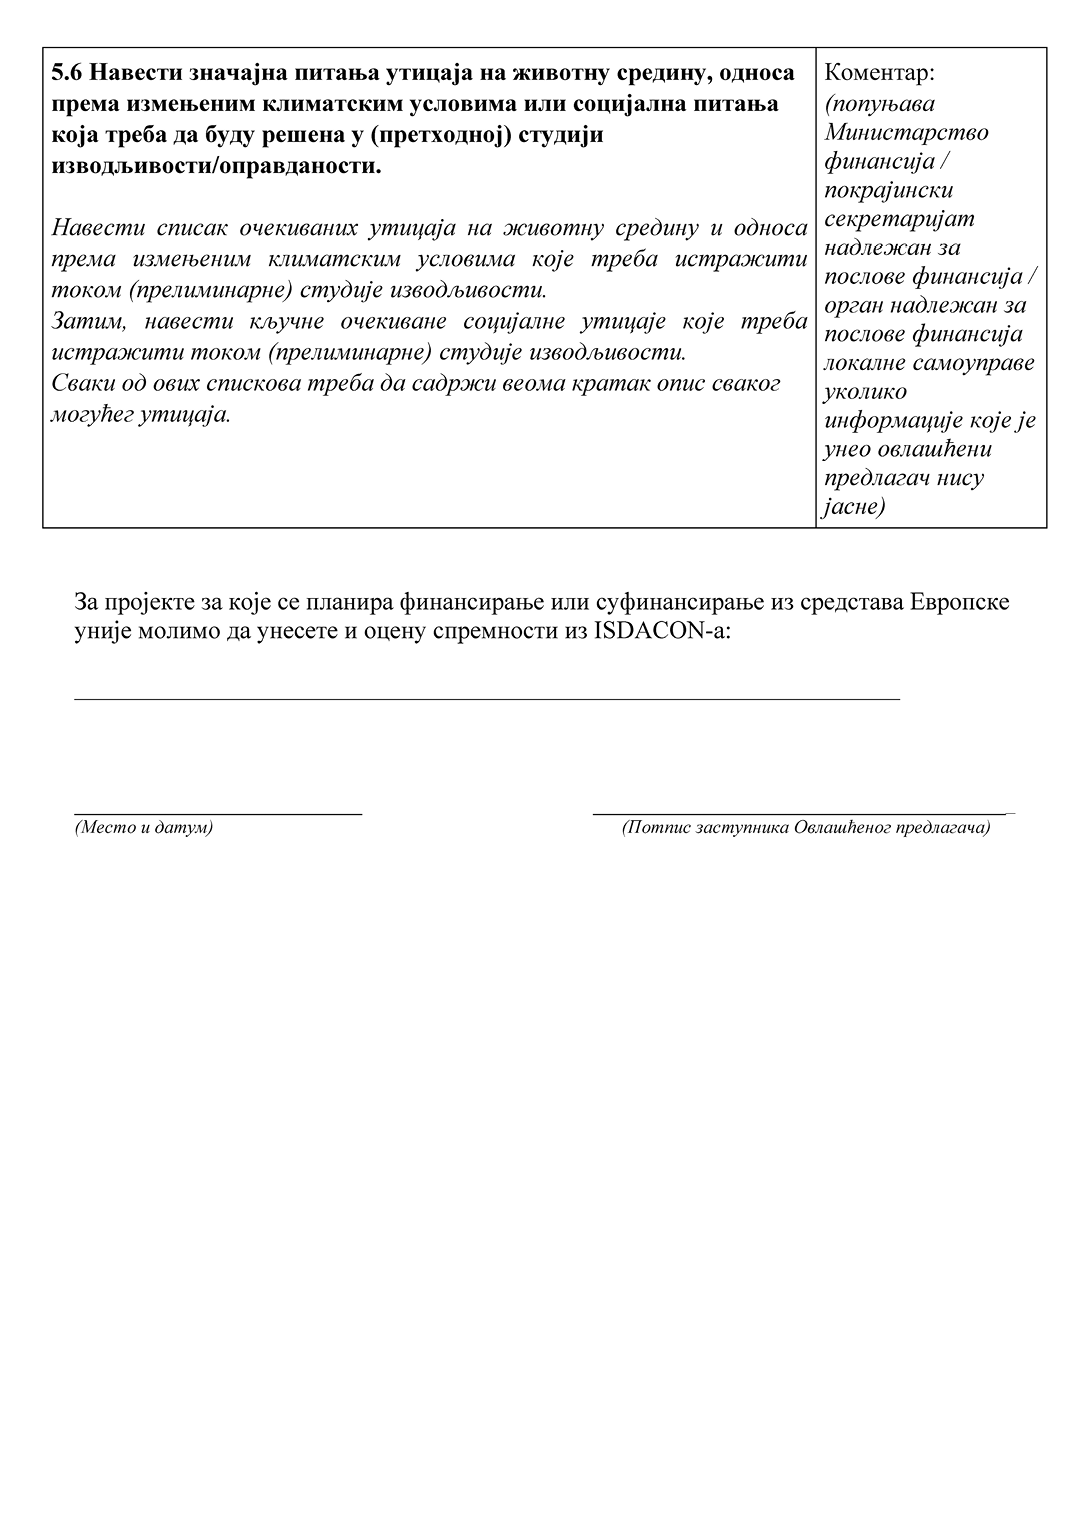 5.6 Навести значајна питања утицаја на животну средину, односа
према измењеним климатским условима или социјална питања
која треба да буду решена у (претходној) студији
изводљивости/оправданости.
Навести списак очекиваних утицаја на животну средину и односа
према измењеним климатским условима које треба истражити
током (прелиминарне) студије изводљивости.
Затим, навести кључне очекиване социјалне утицаје које треба
истражити током (прелиминарне) студије изводљивости.
Сваки од ових спискова треба да садржи веома кратак опис сваког
могућег утицаја.
Коментар:
(попуњава
Министарство
финансија /
покрајински
секретаријат
надлежан за
послове финансија /
орган надлежан за
послове финансија
локалне самоуправе
уколико
информације које је
унео овлашћени
предлагач нису
јасне)
За пројекте за које се планира финансирање или суфинансирање из средстава Европске
уније молимо да унесете и оцену спремности из ISDACON-а:
(Место и датум)
(Потпис заступника Овлашћеног предлагача)